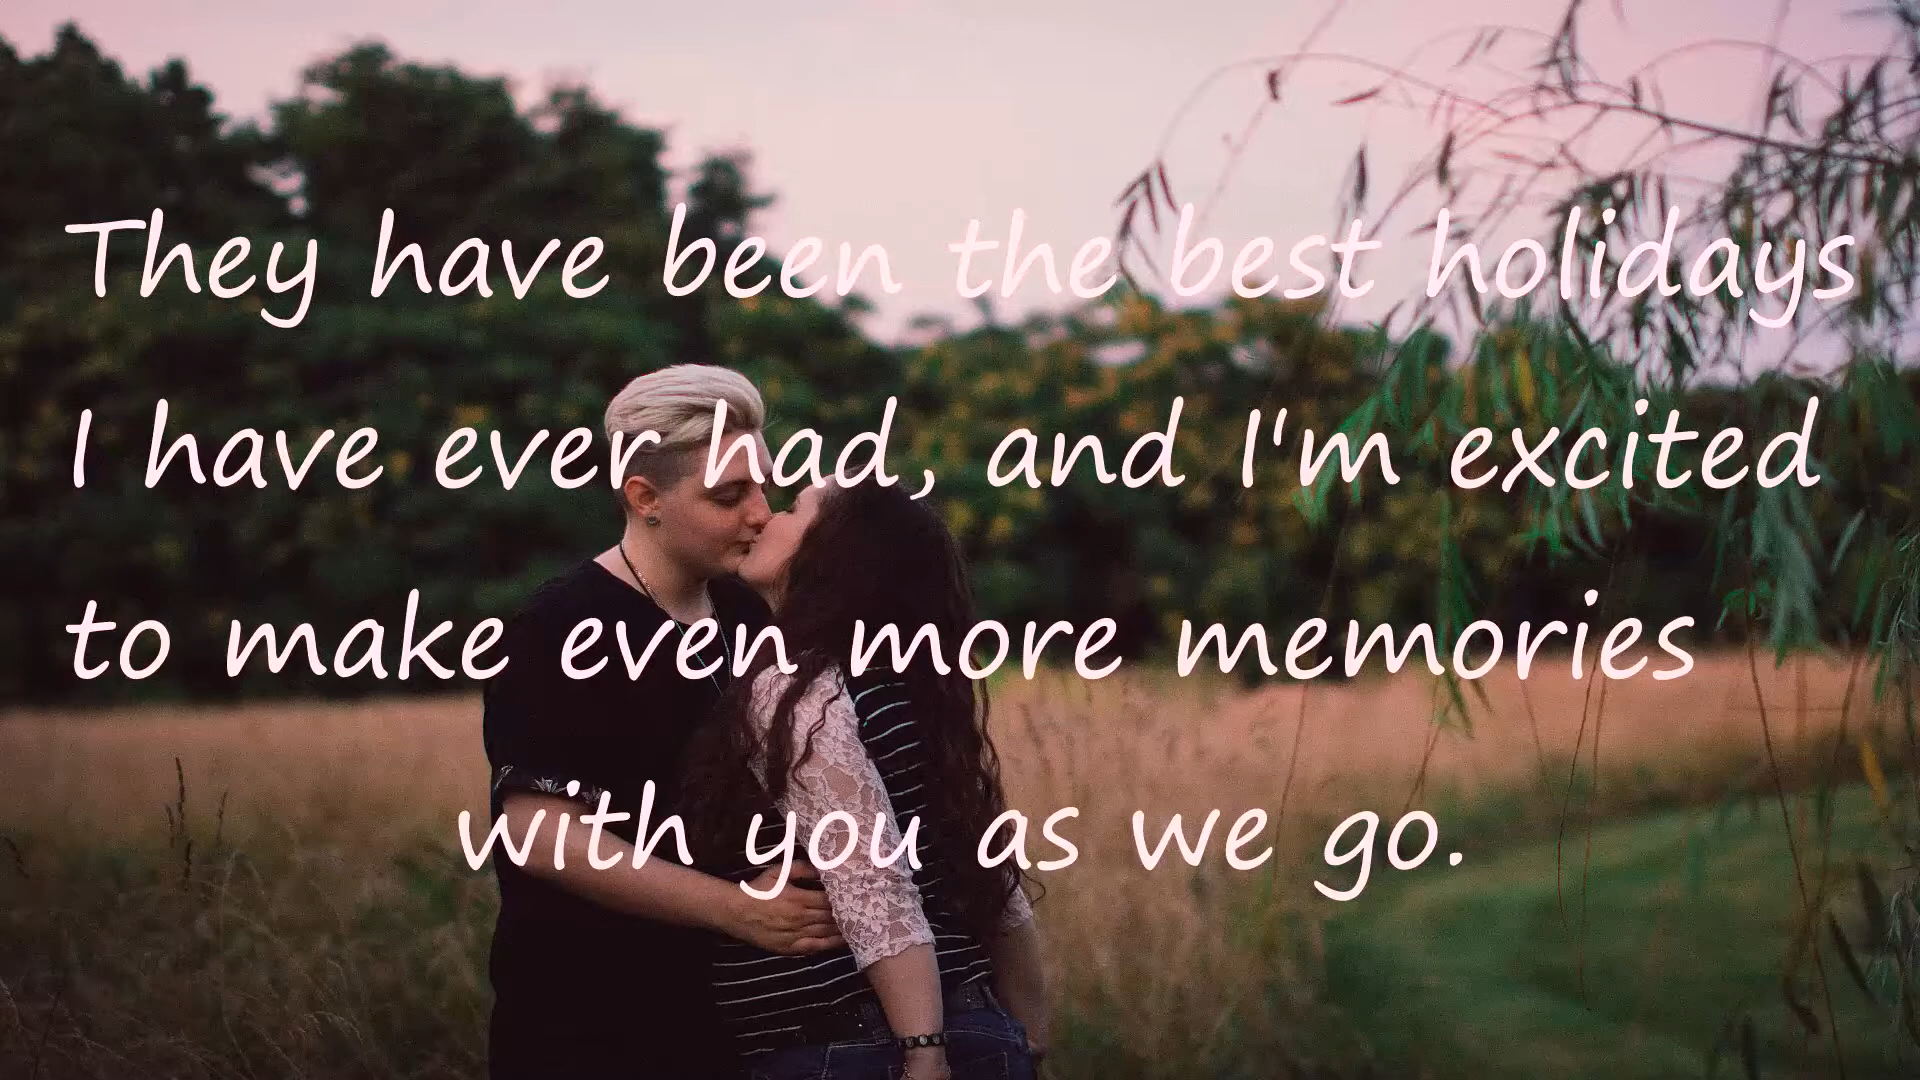 They have been the best holidays
I have ever had, and I'm excited
to make even more memories
with you as we go.